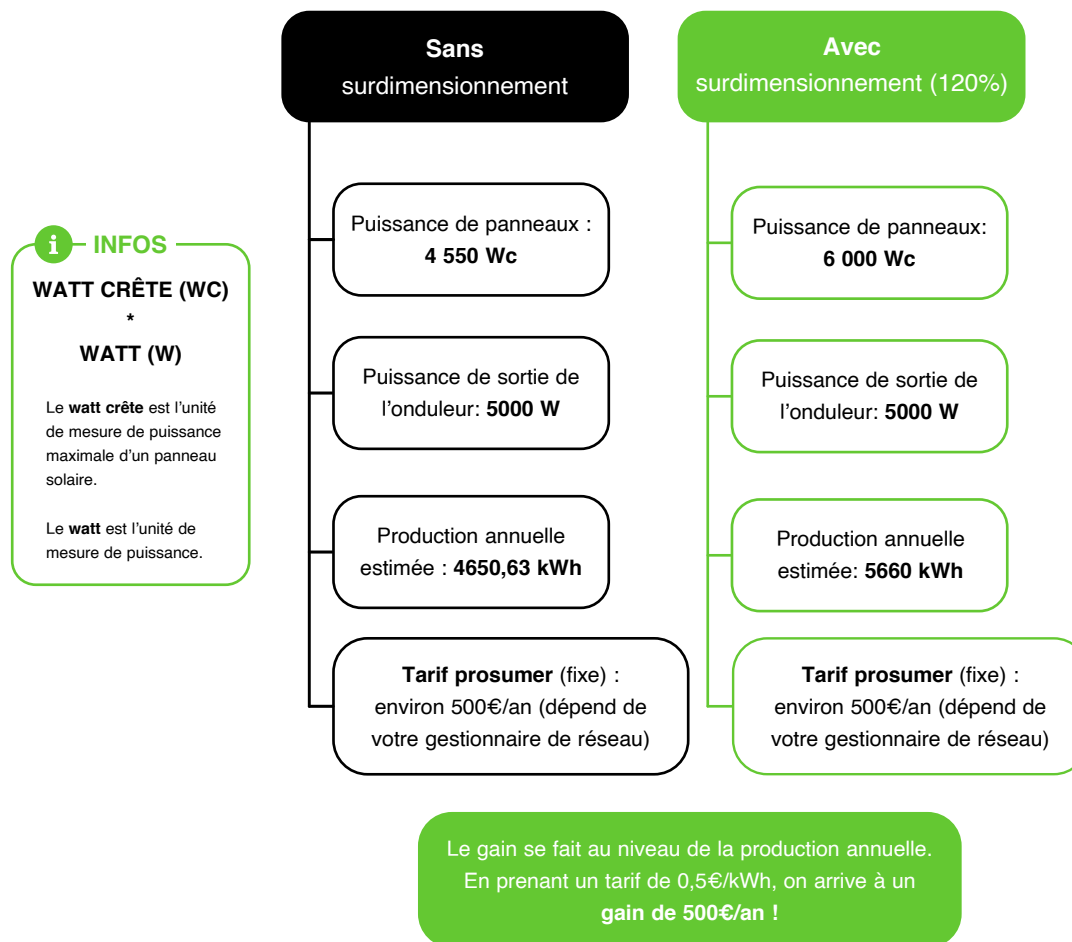 Sans
surdimensionnement
Avec
surdimensionnement (120%)
Puissance de panneaux :
4 550 Wc
Puissance de panneaux:
6 000 Wc
i INFOS
WATT CRÊTE (WC)
*
WATT (W)
Le watt crête est l’unité
de mesure de puissance
maximale d’un panneau
solaire.
Le watt est l’unité de
mesure de puissance.
Puissance de sortie de
l’onduleur: 5000 W
Puissance de sortie de
l’onduleur: 5000 W
Production annuelle
estimée : 4650,63 kWh
Production annuelle
estimée: 5660 kWh
Tarif prosumer (fixe) :
environ 500€/an (dépend de
votre gestionnaire de réseau)
Tarif prosumer (fixe) :
environ 500€/an (dépend de
votre gestionnaire de réseau)
Le gain se fait au niveau de la production annuelle.
En prenant un tarif de 0,5€/kWh, on arrive à un
gain de 500€/an !